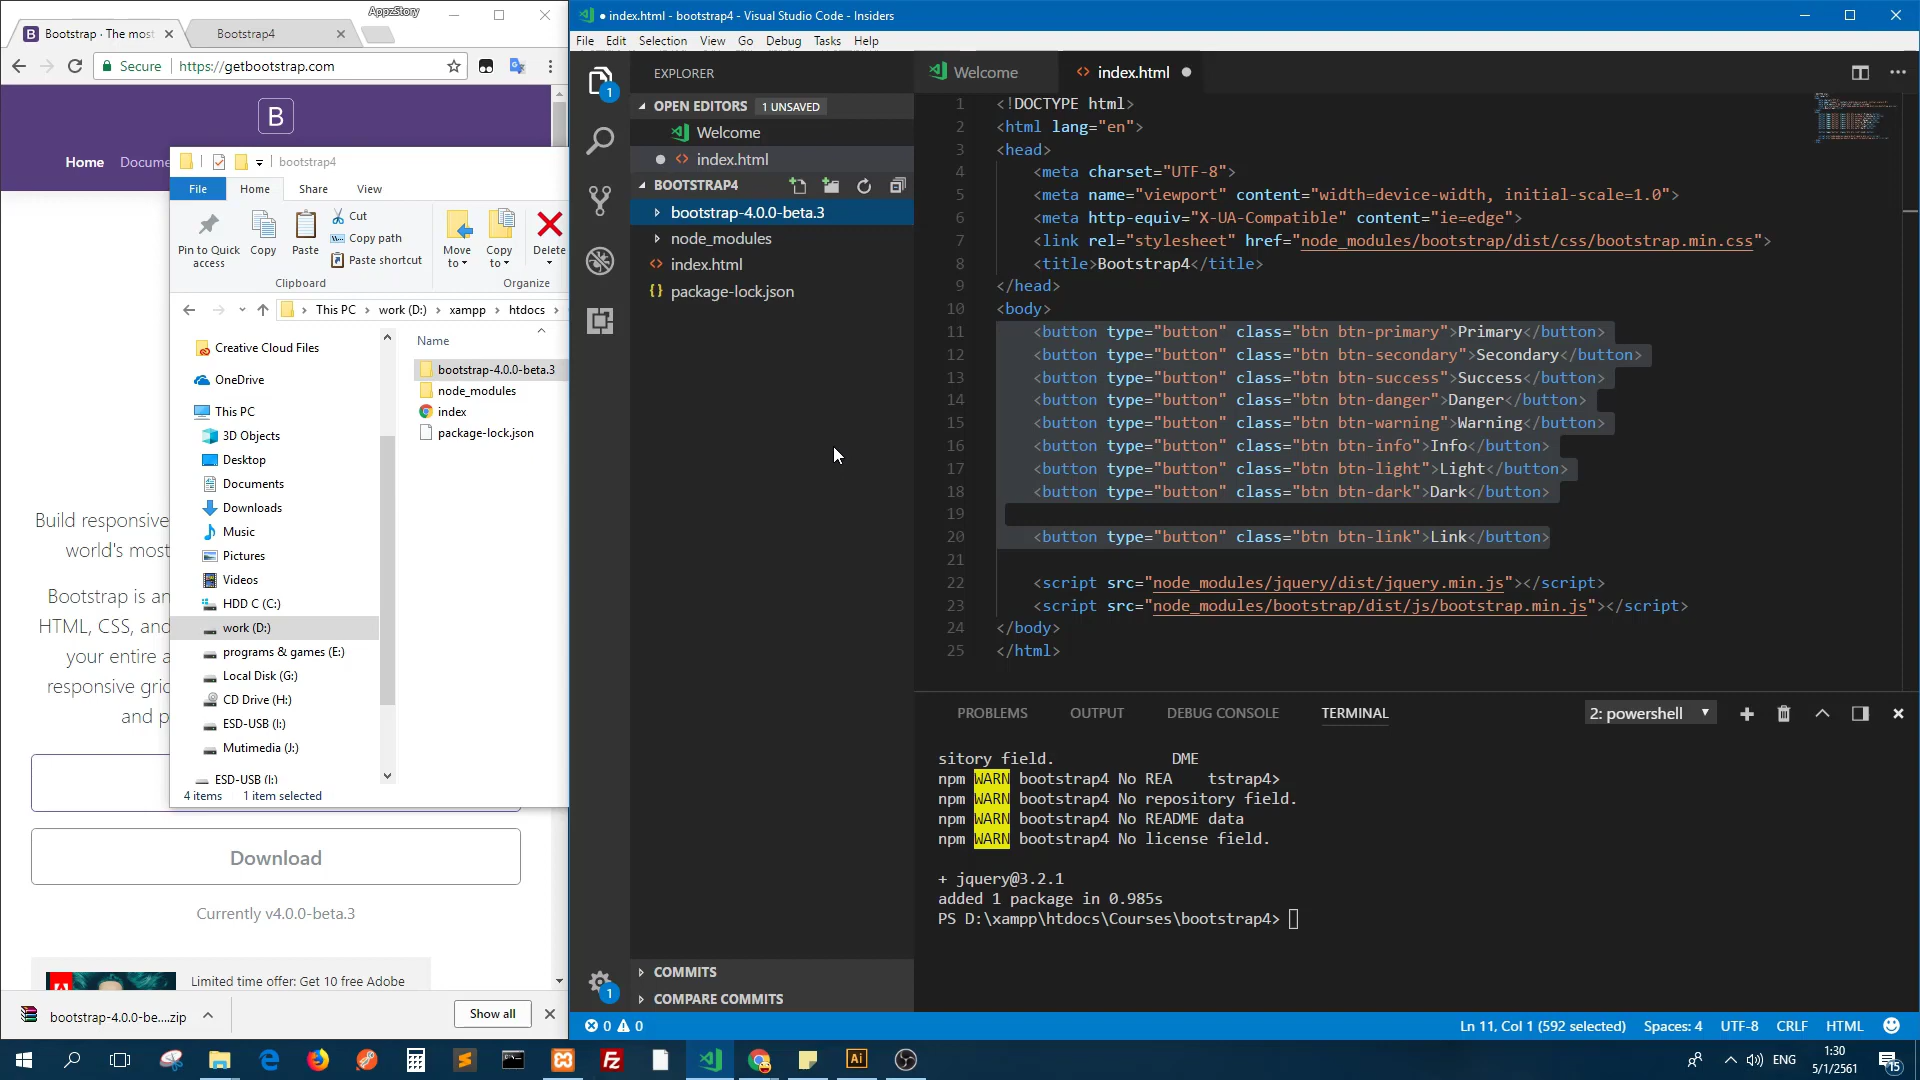 AppzStory
Bootstrap · The most
Bootstrap4
Secure
https://getbootstrap.com
B
Home
Docume
Build responsive
world's most
Bootstrap is an
HTML, CSS, and
your entire a
responsive grid
and p
Download
Currently v4.0.0-beta.3
Limited time offer: Get 10 free Adobe
bootstrap-4.0.0-be....zip
Show all
bootstrap4
File
Home
Share
View
Pin to Quick
access
Copy
Paste
Cut
Copy path
Paste shortcut
Clipboard
Move
to
Copy
to
Delete
Organize
This PC
work (D:)
xampp
htdocs
Creative Cloud Files
OneDrive
This PC
3D Objects
Desktop
Documents
Downloads
Music
Pictures
Videos
HDD C (C:)
work (D:)
programs & games (E:)
Local Disk (G:)
CD Drive (H:)
ESD-USB (I:)
Mutimedia (J:)
ESD-USB (I:)
Name
bootstrap-4.0.0-beta.3
node_modules
index
package-lock.json
4 items
1 item selected
● index.html - bootstrap4 - Visual Studio Code - Insiders
File Edit Selection View Go Debug Tasks Help
1
1
EXPLORER
OPEN EDITORS
1 UNSAVED
Welcome
index.html
BOOTSTRAP4
bootstrap-4.0.0-beta.3
node_modules
index.html
package-lock.json
COMMITS
COMPARE COMMITS
Welcome
index.html
1 <!DOCTYPE html>
2 <html lang="en">
3 <head>
4 <meta charset="UTF-8">
5 <meta name="viewport" content="width=device-width, initial-scale=1.0">
6 <meta http-equiv="X-UA-Compatible" content="ie=edge">
7 <link rel="stylesheet" href="node_modules/bootstrap/dist/css/bootstrap.min.css">
8 <title>Bootstrap4</title>
9 </head>
10 <body>
11 <button type="button" class="btn btn-primary">Primary</button>
12 <button type="button" class="btn btn-secondary">Secondary</button>
13 <button type="button" class="btn btn-success">Success</button>
14 <button type="button" class="btn btn-danger">Danger</button>
15 <button type="button" class="btn btn-warning">Warning</button>
16 <button type="button" class="btn btn-info">Info</button>
17 <button type="button" class="btn btn-light">Light</button>
18 <button type="button" class="btn btn-dark">Dark</button>
19
20 <button type="button" class="btn btn-link">Link</button>
21
22 <script src="node_modules/jquery/dist/jquery.min.js"></script>
23 <script src="node_modules/bootstrap/dist/js/bootstrap.min.js"></script>
24 </body>
25 </html>
PROBLEMS
OUTPUT
DEBUG CONSOLE
TERMINAL
2: powershell
sitory field. DME
npm WARN bootstrap4 No REA tstrap4>
npm WARN bootstrap4 No repository field.
npm WARN bootstrap4 No README data
npm WARN bootstrap4 No license field.
+ jquery@3.2.1
added 1 package in 0.985s
PS D:\xampp\htdocs\Courses\bootstrap4>
0 0
Ln 11, Col 1 (592 selected)
Spaces: 4
UTF-8
CRLF
HTML
Ai
ENG
1:30
5/1/2561
15